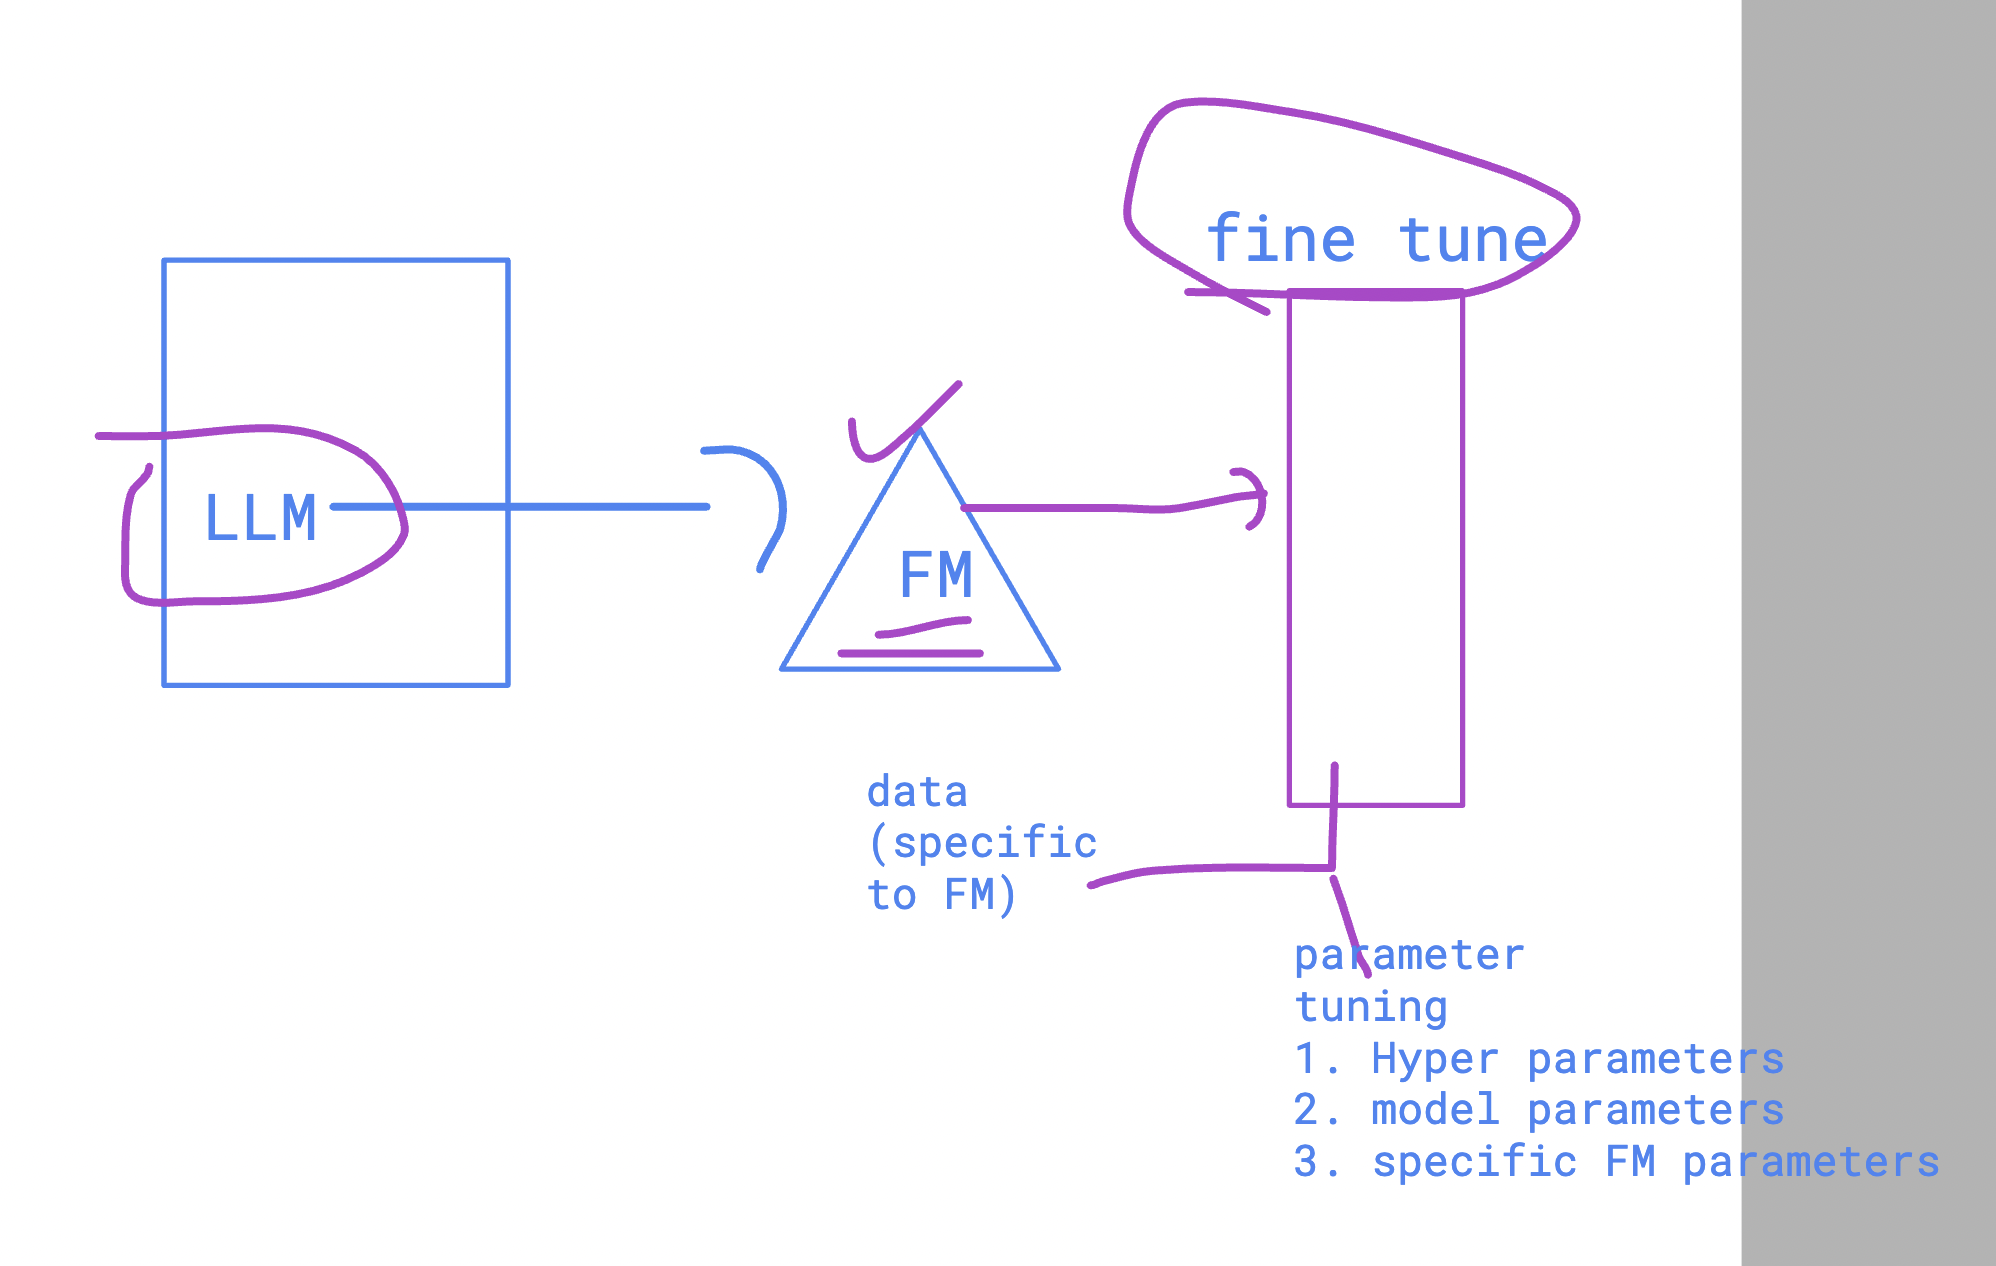 fine tune
LLM
FM
data
(specific
to FM)
parameter
tuning
1. Hyper parameters
2. model parameters
3. specific FM parameters